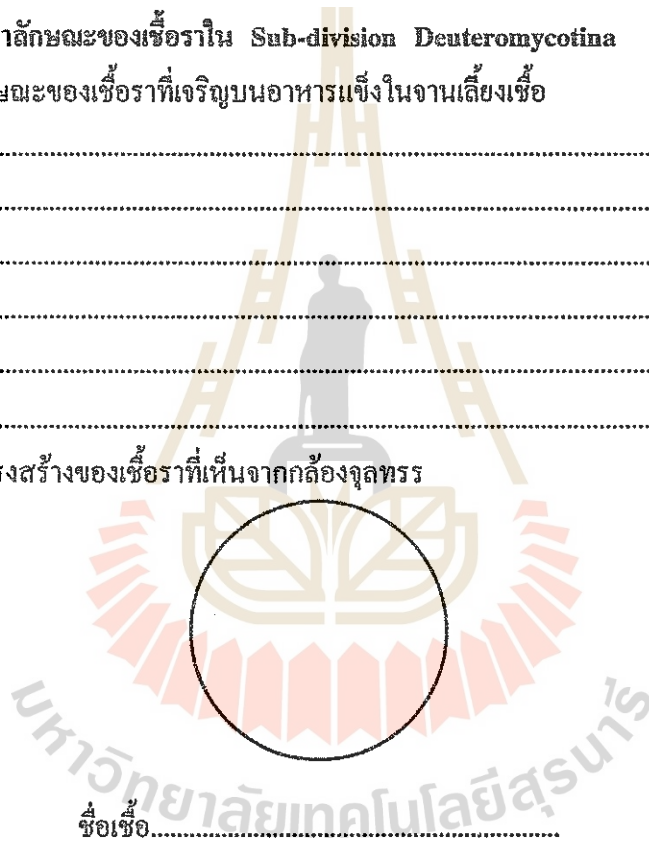 าลักษณะของเชื้อราใน Sub-division Deuteromycotina
ษณะของเชื้อราที่เจริญบนอาหารแข็งในจานเลี้ยงเชื้อ
รงสร้างของเชื้อราที่เห็นจากกล้องจุลทรร
มหาวิทยาลัยเทคโนโลยีสุรนารี
ชื่อเชื้อ